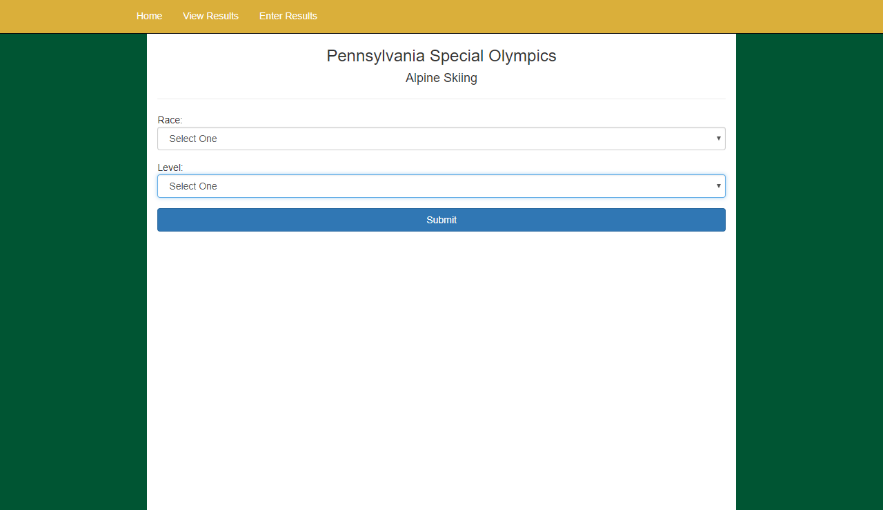 Home View Results Enter Results
Pennsylvania Special Olympics
Alpine Skiing
Race:
Select One
Level:
Select One
Submit